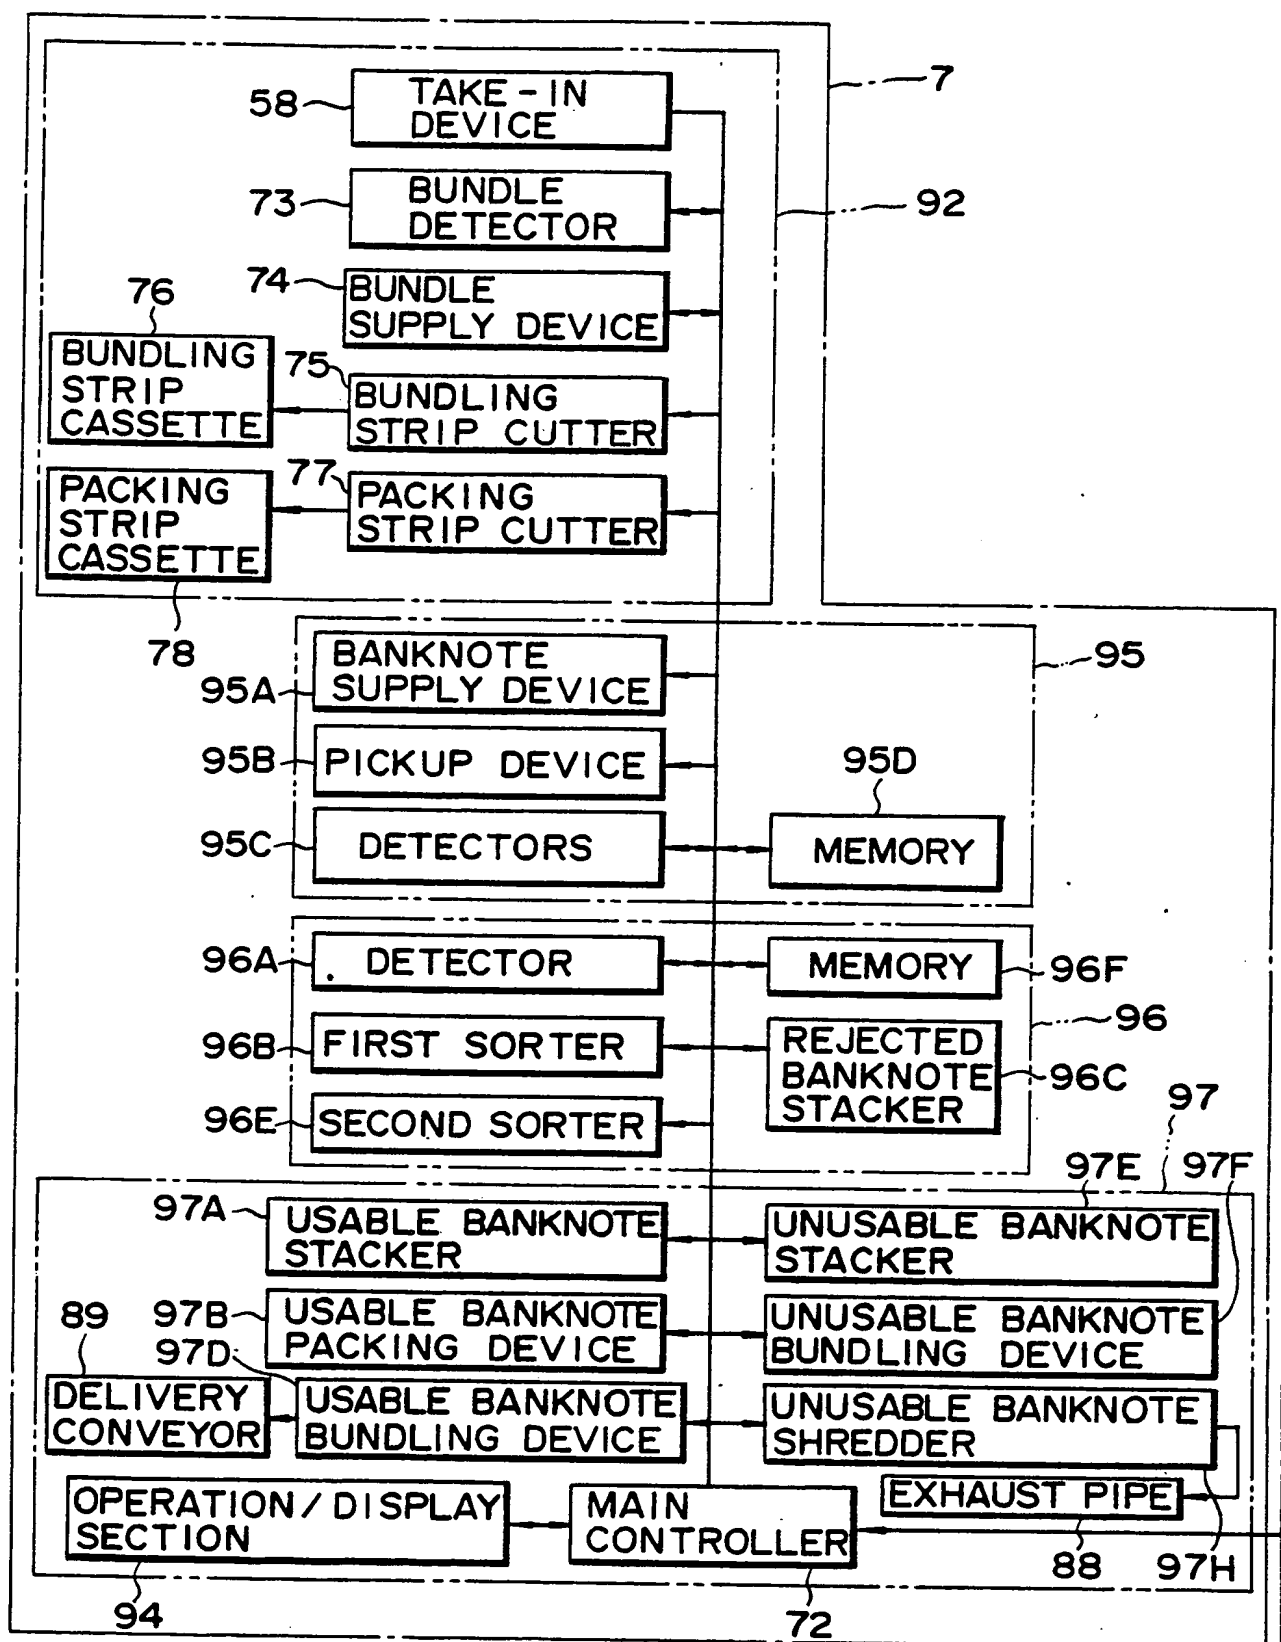 7
58
TAKE-IN
DEVICE
73
BUNDLE
DETECTOR
92
74
BUNDLE
SUPPLY DEVICE
76
BUNDLING
STRIP
CASSETTE
75
BUNDLING
STRIP CUTTER
PACKING
STRIP
CASSETTE
77
PACKING
STRIP CUTTER
78
95
95A
BANKNOTE
SUPPLY DEVICE
95B
PICKUP DEVICE
95D
95C
DETECTORS
MEMORY
96A
DETECTOR
MEMORY
96F
96
96B
FIRST SORTER
REJECTED
BANKNOTE
STACKER
96C
96E
SECOND SORTER
97
97A
USABLE BANKNOTE
STACKER
97E
UNUSABLE BANKNOTE
STACKER
97F
97B
USABLE BANKNOTE
PACKING DEVICE
UNUSABLE BANKNOTE
BUNDLING DEVICE
89
DELIVERY
CONVEYOR
97D
USABLE BANKNOTE
BUNDLING DEVICE
UNUSABLE BANKNOTE
SHREDDER
97H
OPERATION/DISPLAY
SECTION
94
MAIN
CONTROLLER
72
EXHAUST PIPE
88